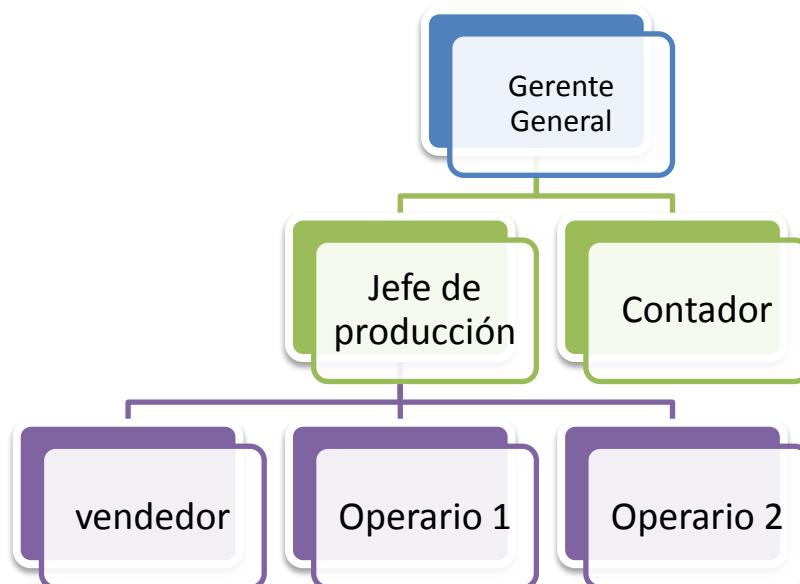 Gerente
General
Jefe de
producción
Contador
vendedor
Operario 1
Operario 2